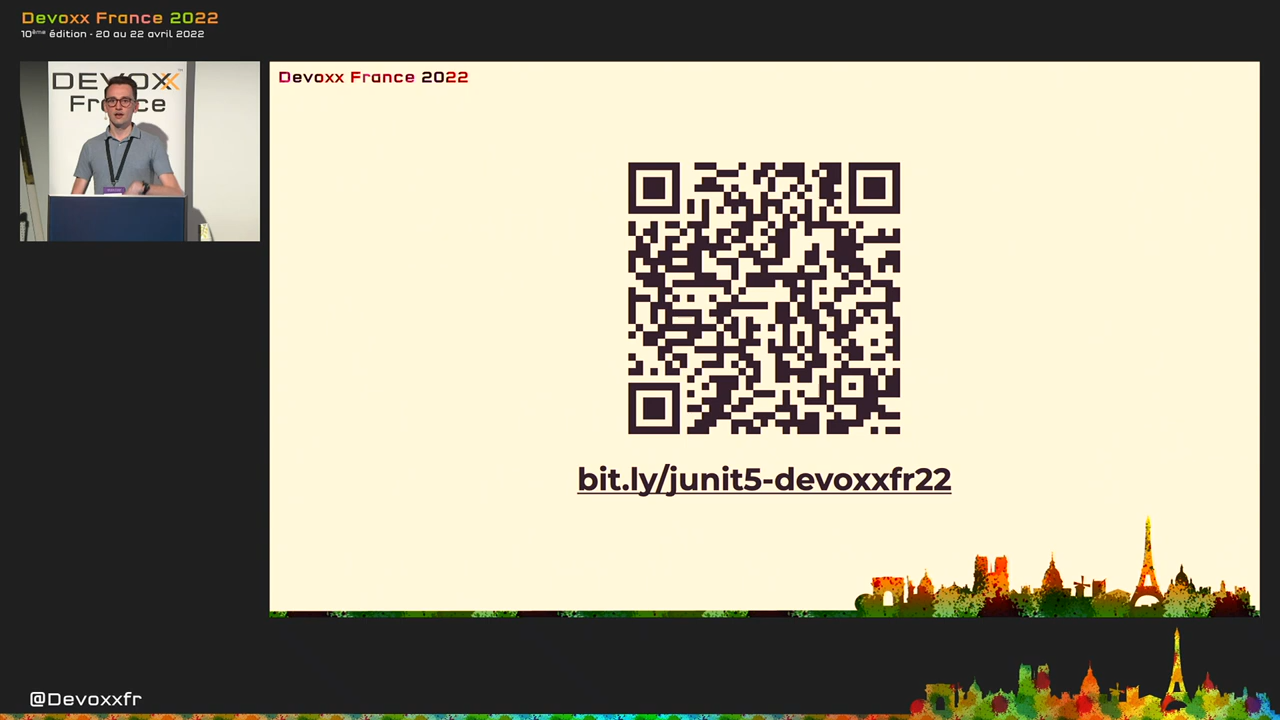 Devoxx France 2022
10ème édition - 20 au 22 avril 2022
DEVOXX
France
Devoxx France 2022
bit.ly/junit5-devoxxfr22
@Devoxxfr